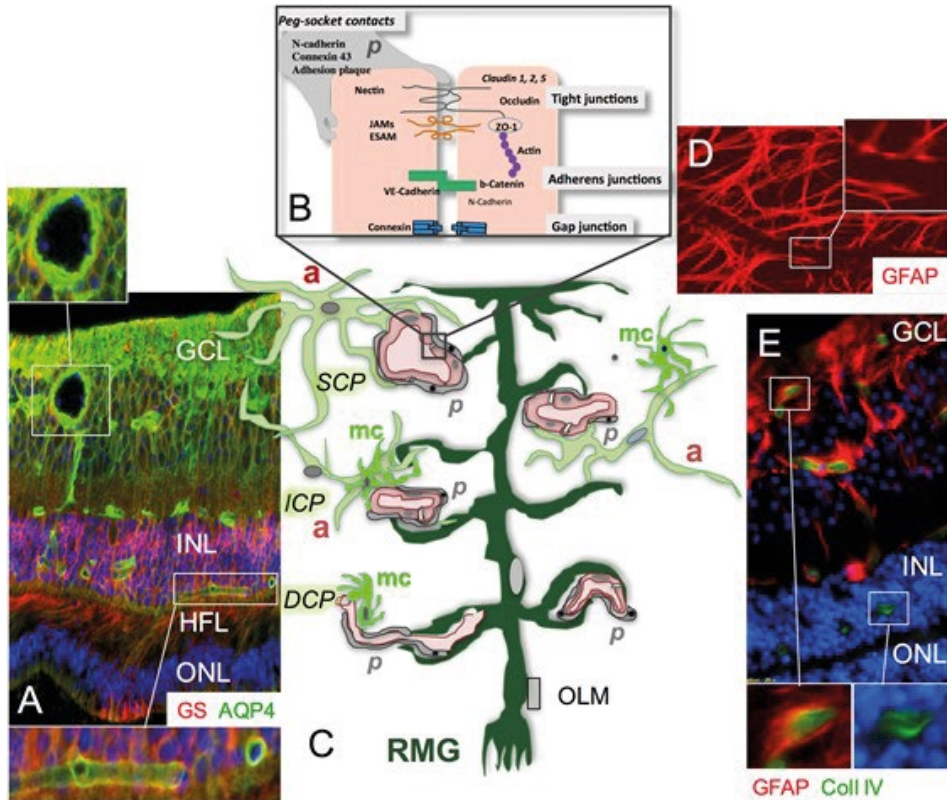 Peg-socket contacts
N-cadherin
Connexin 43
Adhesion plaque
p
Claudin 1, 2, 5
Nectin
Occludin
Tight junctions
JAMs
ESAM
ZO-1
Actin
VE-Cadherin
b-Catenin
Adherens junctions
N-Cadherin
Connexin
Gap junction
B
D
GFAP
GCL
INL
HFL
ONL
A
GS AQP4
a
SCP
p
mc
p
a
mc
ICP
p
a
mc
DCP
p
p
OLM
C
RMG
E
GCL
INL
ONL
GFAP Coll IV